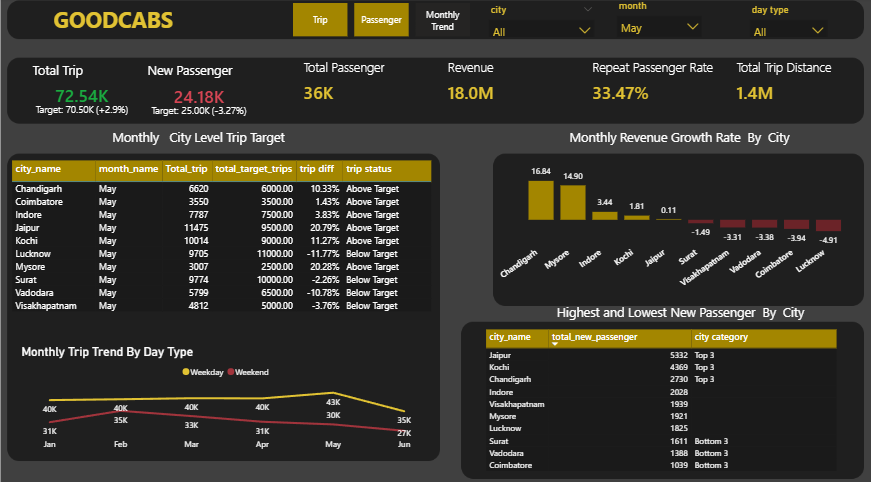 GOODCABS
Trip
Passenger
Monthly Trend
city
All
month
May
day type
All
Total Trip
72.54K
Target: 70.50K (+2.9%)
New Passenger
24.18K
Target: 25.00K (-3.27%)
Total Passenger
36K
Revenue
18.0M
Repeat Passenger Rate
33.47%
Total Trip Distance
1.4M
Monthly City Level Trip Target
city_name month_name Total_trip total_target_trips trip diff trip status
Chandigarh May 6620 6000.00 10.33% Above Target
Coimbatore May 3550 3500.00 1.43% Above Target
Indore May 7787 7500.00 3.83% Above Target
Jaipur May 11475 9500.00 20.79% Above Target
Kochi May 10014 9000.00 11.27% Above Target
Lucknow May 9705 11000.00 -11.77% Below Target
Mysore May 3007 2500.00 20.28% Above Target
Surat May 9774 10000.00 -2.26% Below Target
Vadodara May 5799 6500.00 -10.78% Below Target
Visakhapatnam May 4812 5000.00 -3.76% Below Target
Monthly Trip Trend By Day Type
Weekday Weekend
40K 40K 40K 40K 43K 35K
31K 35K 33K 31K 30K 27K
Jan Feb Mar Apr May Jun
Monthly Revenue Growth Rate By City
16.84 14.90 3.44 1.81 0.11 -1.49 -3.31 -3.38 -3.94 -4.91
Chandigarh Mysore Indore Kochi Jaipur Surat Visakhapatnam Vadodara Coimbatore Lucknow
Highest and Lowest New Passenger By City
city_name total_new_passenger city category
Jaipur 5332 Top 3
Kochi 4369 Top 3
Chandigarh 2730 Top 3
Indore 2028
Visakhapatnam 1939
Mysore 1921
Lucknow 1825
Surat 1611 Bottom 3
Vadodara 1388 Bottom 3
Coimbatore 1039 Bottom 3